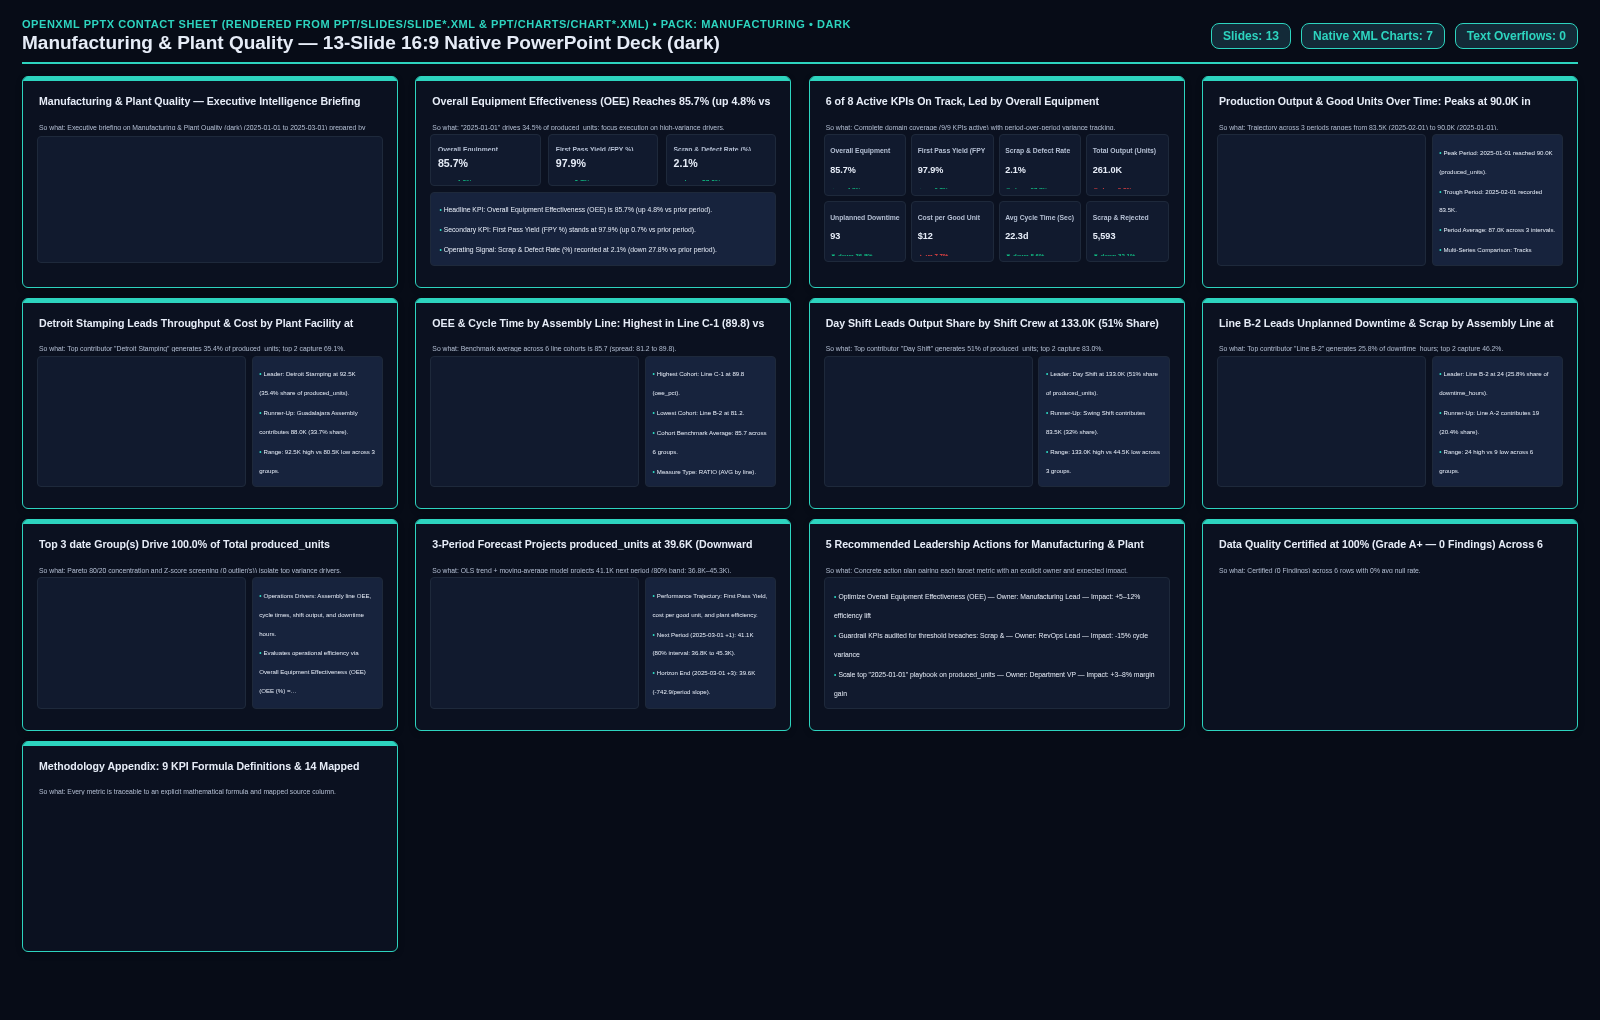 OPENXML PPTX CONTACT SHEET (RENDERED FROM PPT/SLIDES/SLIDE*.XML & PPT/CHARTS/CHART*.XML) • PACK: MANUFACTURING • DARK
Manufacturing & Plant Quality — 13-Slide 16:9 Native PowerPoint Deck (dark)
Slides: 13
Native XML Charts: 7
Text Overflows: 0
Manufacturing & Plant Quality — Executive Intelligence Briefing
So what: Executive briefing on Manufacturing & Plant Quality (dark) (2025-01-01 to 2025-03-01) prepared by
Overall Equipment Effectiveness (OEE) Reaches 85.7% (up 4.8% vs
So what: "2025-01-01" drives 34.5% of produced_units; focus execution on high-variance drivers.
Overall Equipment
85.7%
First Pass Yield (FPY %)
97.9%
Scrap & Defect Rate (%)
2.1%
• Headline KPI: Overall Equipment Effectiveness (OEE) is 85.7% (up 4.8% vs prior period).
• Secondary KPI: First Pass Yield (FPY %) stands at 97.9% (up 0.7% vs prior period).
• Operating Signal: Scrap & Defect Rate (%) recorded at 2.1% (down 27.8% vs prior period).
6 of 8 Active KPIs On Track, Led by Overall Equipment
So what: Complete domain coverage (9/9 KPIs active) with period-over-period variance tracking.
Overall Equipment
85.7%
First Pass Yield (FPY
97.9%
Scrap & Defect Rate
2.1%
Total Output (Units)
261.0K
Unplanned Downtime
93
Cost per Good Unit
$12
Avg Cycle Time (Sec)
22.3d
Scrap & Rejected
5,593
Production Output & Good Units Over Time: Peaks at 90.0K in
So what: Trajectory across 3 periods ranges from 83.5K (2025-02-01) to 90.0K (2025-01-01).
• Peak Period: 2025-01-01 reached 90.0K
(produced_units).
• Trough Period: 2025-02-01 recorded
83.5K.
• Period Average: 87.0K across 3 intervals.
• Multi-Series Comparison: Tracks
Detroit Stamping Leads Throughput & Cost by Plant Facility at
So what: Top contributor "Detroit Stamping" generates 35.4% of produced_units; top 2 capture 69.1%.
• Leader: Detroit Stamping at 92.5K
(35.4% share of produced_units).
• Runner-Up: Guadalajara Assembly
contributes 88.0K (33.7% share).
• Range: 92.5K high vs 80.5K low across 3
groups.
OEE & Cycle Time by Assembly Line: Highest in Line C-1 (89.8) vs
So what: Benchmark average across 6 line cohorts is 85.7 (spread: 81.2 to 89.8).
• Highest Cohort: Line C-1 at 89.8
(oee_pct).
• Lowest Cohort: Line B-2 at 81.2.
• Cohort Benchmark Average: 85.7 across
6 groups.
• Measure Type: RATIO (AVG by line).
Day Shift Leads Output Share by Shift Crew at 133.0K (51% Share)
So what: Top contributor "Day Shift" generates 51% of produced_units; top 2 capture 83.0%.
• Leader: Day Shift at 133.0K (51% share
of produced_units).
• Runner-Up: Swing Shift contributes
83.5K (32% share).
• Range: 133.0K high vs 44.5K low across
3 groups.
Line B-2 Leads Unplanned Downtime & Scrap by Assembly Line at
So what: Top contributor "Line B-2" generates 25.8% of downtime_hours; top 2 capture 46.2%.
• Leader: Line B-2 at 24 (25.8% share of
downtime_hours).
• Runner-Up: Line A-2 contributes 19
(20.4% share).
• Range: 24 high vs 9 low across 6
groups.
Top 3 date Group(s) Drive 100.0% of Total produced_units
So what: Pareto 80/20 concentration and Z-score screening (0 outlier(s)) isolate top variance drivers.
• Operations Drivers: Assembly line OEE,
cycle times, shift output, and downtime
hours.
• Evaluates operational efficiency via
Overall Equipment Effectiveness (OEE)
(OEE (%) =…
3-Period Forecast Projects produced_units at 39.6K (Downward
So what: OLS trend + moving-average model projects 41.1K next period (80% band: 36.8K–45.3K).
• Performance Trajectory: First Pass Yield,
cost per good unit, and plant efficiency.
• Next Period (2025-03-01 +1): 41.1K
(80% interval: 36.8K to 45.3K).
• Horizon End (2025-03-01 +3): 39.6K
(-742.9/period slope).
5 Recommended Leadership Actions for Manufacturing & Plant
So what: Concrete action plan pairing each target metric with an explicit owner and expected impact.
• Optimize Overall Equipment Effectiveness (OEE) — Owner: Manufacturing Lead — Impact: +5–12%
efficiency lift
• Guardrail KPIs audited for threshold breaches: Scrap & — Owner: RevOps Lead — Impact: -15% cycle
variance
• Scale top "2025-01-01" playbook on produced_units — Owner: Department VP — Impact: +3–8% margin
gain
Data Quality Certified at 100% (Grade A+ — 0 Findings) Across 6
So what: Certified (0 Findings) across 6 rows with 0% avg null rate.
Methodology Appendix: 9 KPI Formula Definitions & 14 Mapped
So what: Every metric is traceable to an explicit mathematical formula and mapped source column.